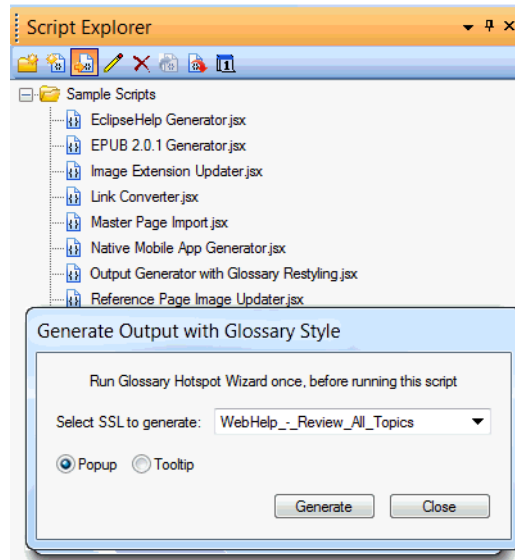 Script Explorer
Sample Scripts
EclipseHelp Generator.jsx
EPUB 2.0.1 Generator.jsx
Image Extension Updater.jsx
Link Converter.jsx
Master Page Import.jsx
Native Mobile App Generator.jsx
Output Generator with Glossary Restyling.jsx
Reference Page Image Updater.jsx
Generate Output with Glossary Style
Run Glossary Hotspot Wizard once, before running this script
Select SSL to generate: WebHelp_-_Review_All_Topics
Popup Tooltip
Generate Close